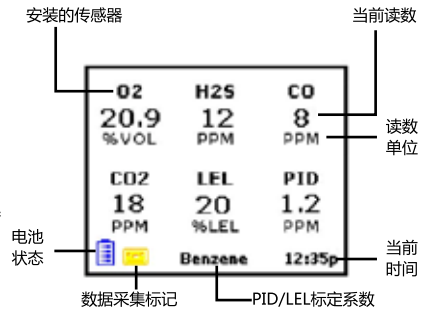 安装的传感器
当前读数
O2 H2S CO
20.9 12 8
%VOL PPM PPM
读数
单位
CO2 LEL PID
18 20 1.2
PPM %LEL PPM
电池
状态
Benzene 12:35p
当前
时间
数据采集标记
PID/LEL标定系数